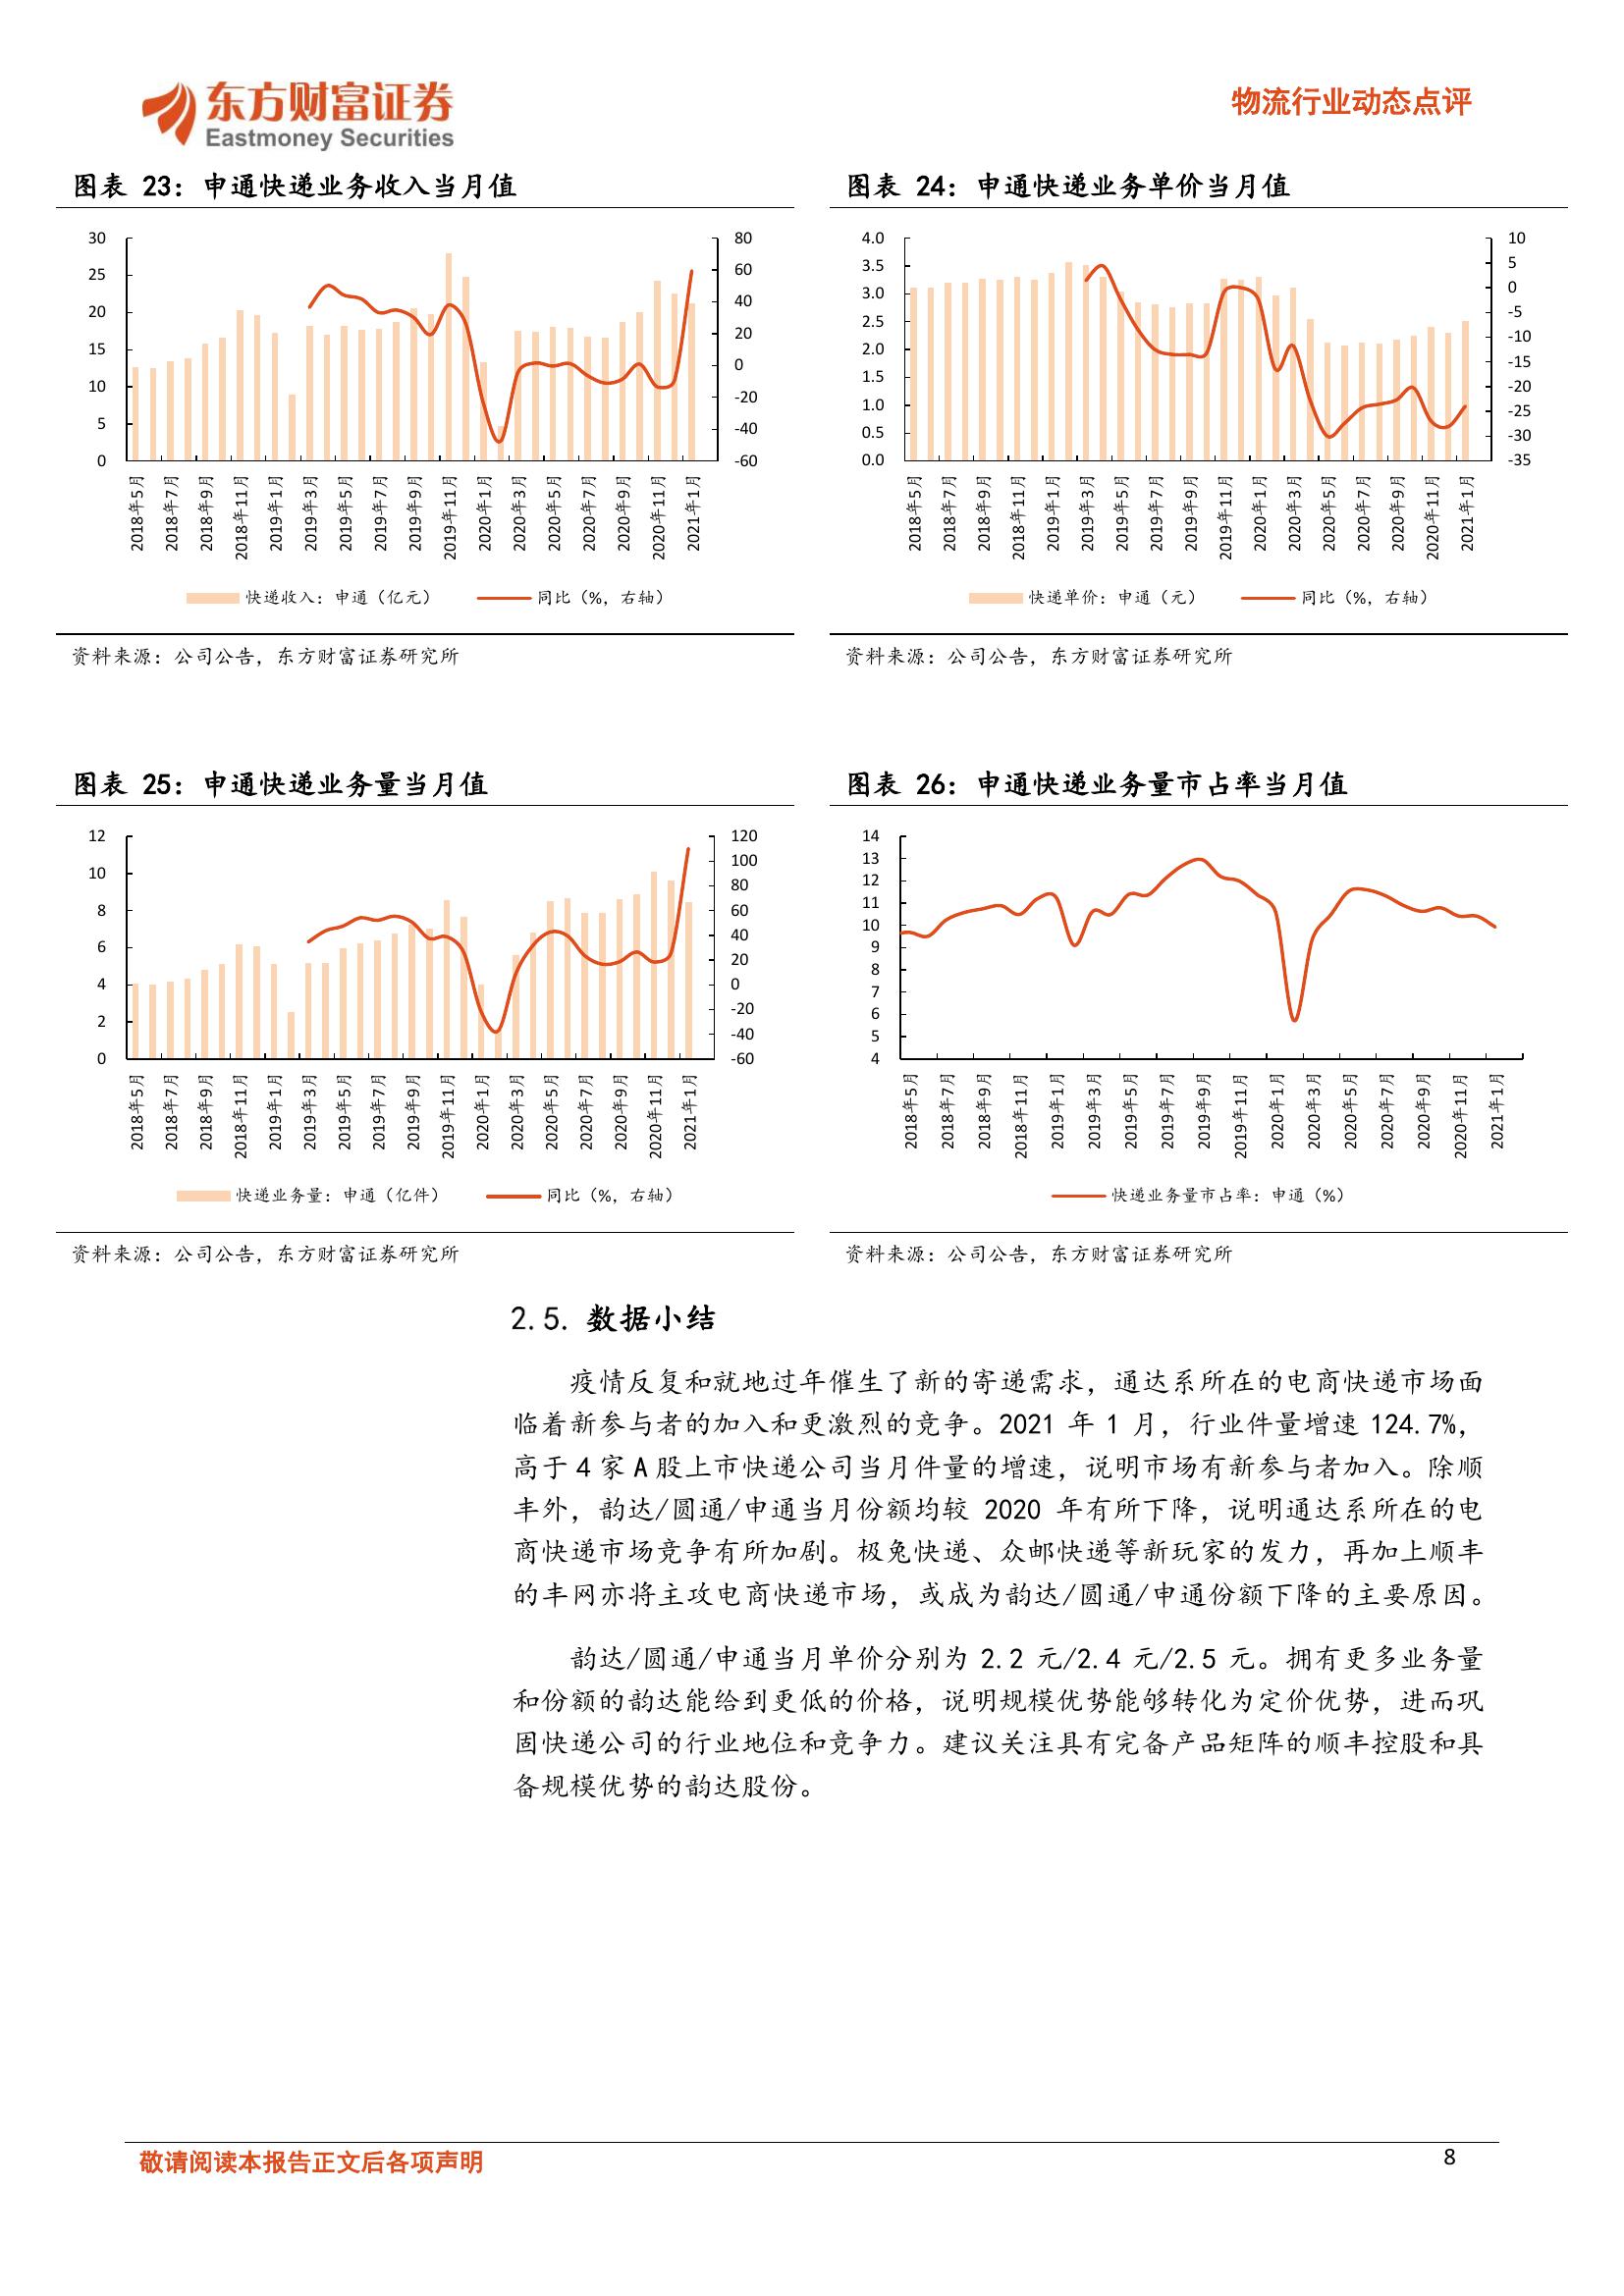 东方财富证券
Eastmoney Securities
物流行业动态点评
图表 23：申通快递业务收入当月值
30
25
20
15
10
5
0
80
60
40
20
0
-20
-40
-60
2018年5月
2018年7月
2018年9月
2018年11月
2019年1月
2019年3月
2019年5月
2019年7月
2019年9月
2019年11月
2020年1月
2020年3月
2020年5月
2020年7月
2020年9月
2020年11月
2021年1月
快递收入：申通（亿元）
同比（%，右轴）
资料来源：公司公告，东方财富证券研究所
图表 24：申通快递业务单价当月值
4.0
3.5
3.0
2.5
2.0
1.5
1.0
0.5
0.0
10
5
0
-5
-10
-15
-20
-25
-30
-35
2018年5月
2018年7月
2018年9月
2018年11月
2019年1月
2019年3月
2019年5月
2019年7月
2019年9月
2019年11月
2020年1月
2020年3月
2020年5月
2020年7月
2020年9月
2020年11月
2021年1月
快递单价：申通（元）
同比（%，右轴）
资料来源：公司公告，东方财富证券研究所
图表 25：申通快递业务量当月值
12
10
8
6
4
2
0
120
100
80
60
40
20
0
-20
-40
-60
2018年5月
2018年7月
2018年9月
2018年11月
2019年1月
2019年3月
2019年5月
2019年7月
2019年9月
2019年11月
2020年1月
2020年3月
2020年5月
2020年7月
2020年9月
2020年11月
2021年1月
快递业务量：申通（亿件）
同比（%，右轴）
资料来源：公司公告，东方财富证券研究所
图表 26：申通快递业务量市占率当月值
14
13
12
11
10
9
8
7
6
5
4
2018年5月
2018年7月
2018年9月
2018年11月
2019年1月
2019年3月
2019年5月
2019年7月
2019年9月
2019年11月
2020年1月
2020年3月
2020年5月
2020年7月
2020年9月
2020年11月
2021年1月
快递业务量市占率：申通（%）
资料来源：公司公告，东方财富证券研究所
2.5. 数据小结
疫情反复和就地过年催生了新的寄递需求，通达系所在的电商快递市场面
临着新参与者的加入和更激烈的竞争。2021 年 1 月，行业件量增速 124.7%，
高于 4 家 A 股上市快递公司当月件量的增速，说明市场有新参与者加入。除顺
丰外，韵达/圆通/申通当月份额均较 2020 年有所下降，说明通达系所在的电
商快递市场竞争有所加剧。极兔快递、众邮快递等新玩家的发力，再加上顺丰
的丰网亦将主攻电商快递市场，或成为韵达/圆通/申通份额下降的主要原因。
韵达/圆通/申通当月单价分别为 2.2 元/2.4 元/2.5 元。拥有更多业务量
和份额的韵达能给到更低的价格，说明规模优势能够转化为定价优势，进而巩
固快递公司的行业地位和竞争力。建议关注具有完备产品矩阵的顺丰控股和具
备规模优势的韵达股份。
敬请阅读本报告正文后各项声明
8